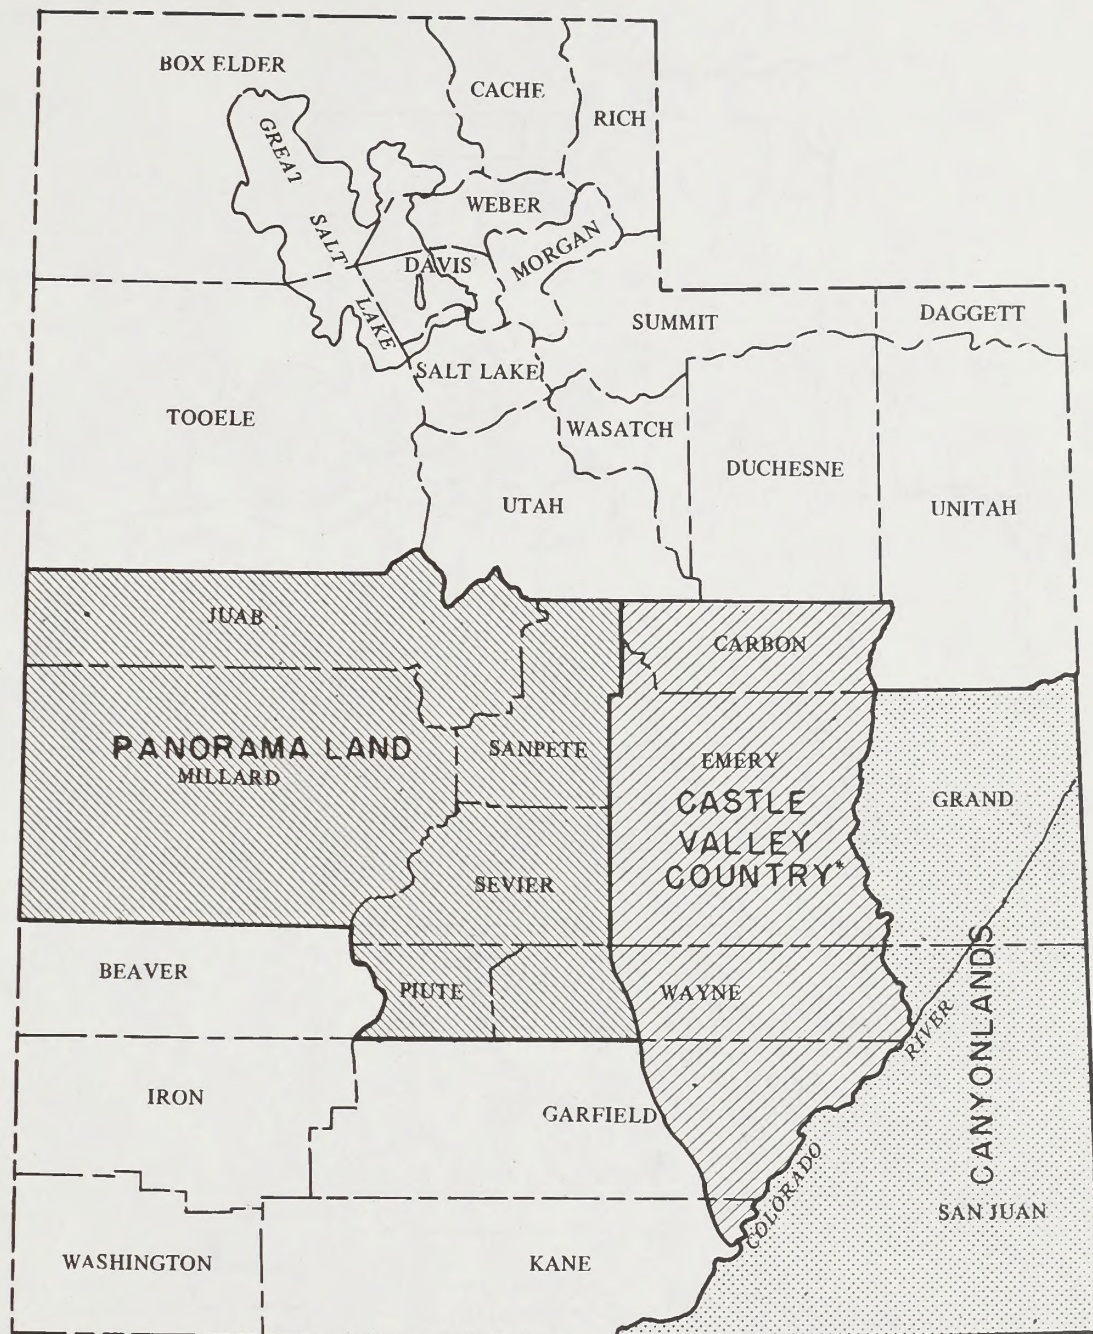 BOX ELDER
CACHE
RICH
GREAT
SALT
LAKE
WEBER
MORGAN
DAVIS
SUMMIT
DAGGETT
SALT LAKE
TOOELE
WASATCH
DUCHESNE
UTAH
UNITAH
JUAB
CARBON
PANORAMA LAND
MILLARD
SANPETE
EMERY
CASTLE
VALLEY
COUNTRY*
GRAND
SEVIER
BEAVER
PIUTE
WAYNE
CANYONLANDS
COLORADO
RIVER
IRON
GARFIELD
SAN JUAN
WASHINGTON
KANE